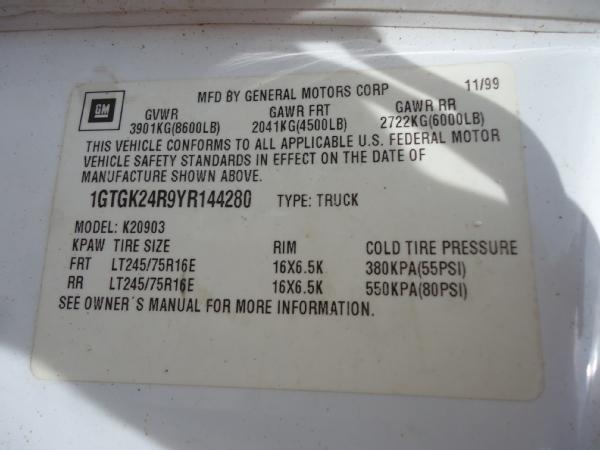 GM
MFD BY GENERAL MOTORS CORP 11/99
GVWR GAWR FRT GAWR RR
3901KG(8600LB) 2041KG(4500LB) 2722KG(6000LB)
THIS VEHICLE CONFORMS TO ALL APPLICABLE U.S. FEDERAL MOTOR
VEHICLE SAFETY STANDARDS IN EFFECT ON THE DATE OF
MANUFACTURE SHOWN ABOVE.
1GTGK24R9YR144280 TYPE: TRUCK
MODEL: K20903
KPAW TIRE SIZE RIM COLD TIRE PRESSURE
FRT LT245/75R16E 16X6.5K 380KPA(55PSI)
RR LT245/75R16E 16X6.5K 550KPA(80PSI)
SEE OWNER'S MANUAL FOR MORE INFORMATION.